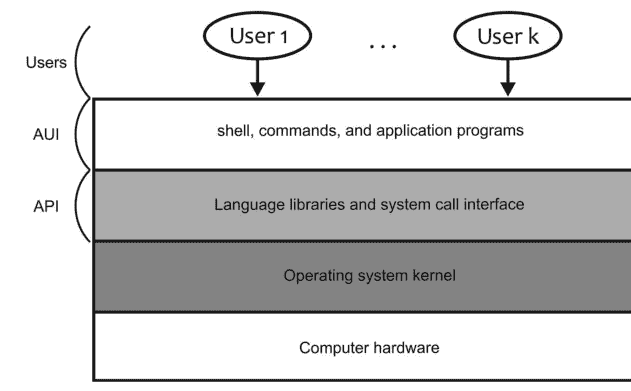 User 1
...
User k
Users
AUI
shell, commands, and application programs
API
Language libraries and system call interface
Operating system kernel
Computer hardware